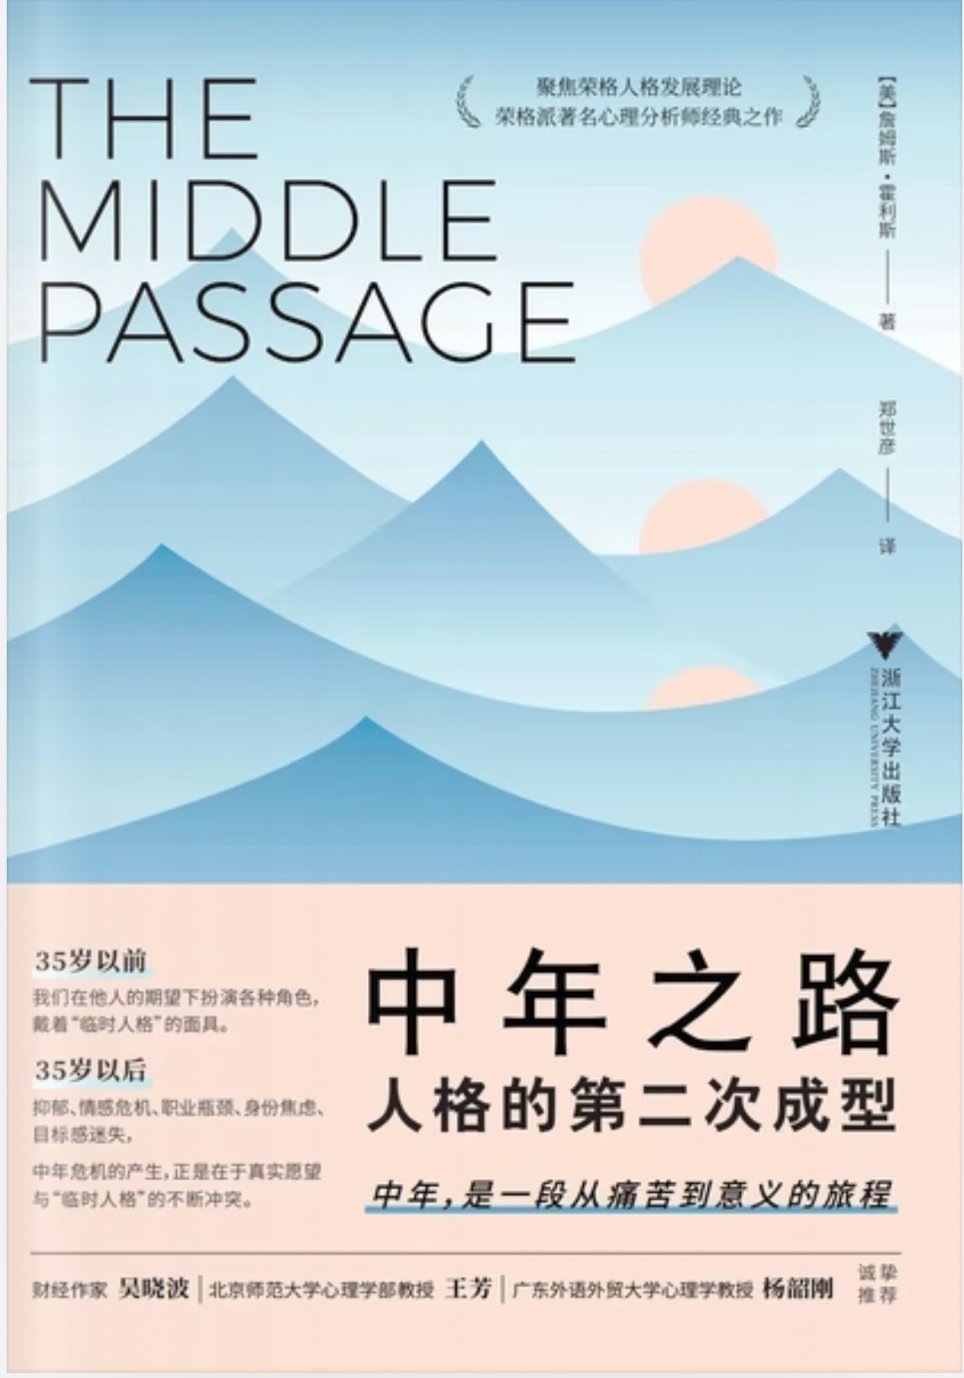 THE
MIDDLE
PASSAGE
聚焦荣格人格发展理论
荣格派著名心理分析师经典之作
【美】詹姆斯·霍利斯——著
郑世彦——译
浙江大学出版社
ZHEJIANG UNIVERSITY PRESS
35岁以前
我们在他人的期望下扮演各种角色，
戴着“临时人格”的面具。
35岁以后
抑郁、情感危机、职业瓶颈、身份焦虑、
目标感迷失，
中年危机的产生，正是在于真实愿望
与“临时人格”的不断冲突。
中年之路
人格的第二次成型
中年，是一段从痛苦到意义的旅程
财经作家 吴晓波｜北京师范大学心理学部教授 王芳｜广东外语外贸大学心理学教授 杨韶刚
诚挚
推荐